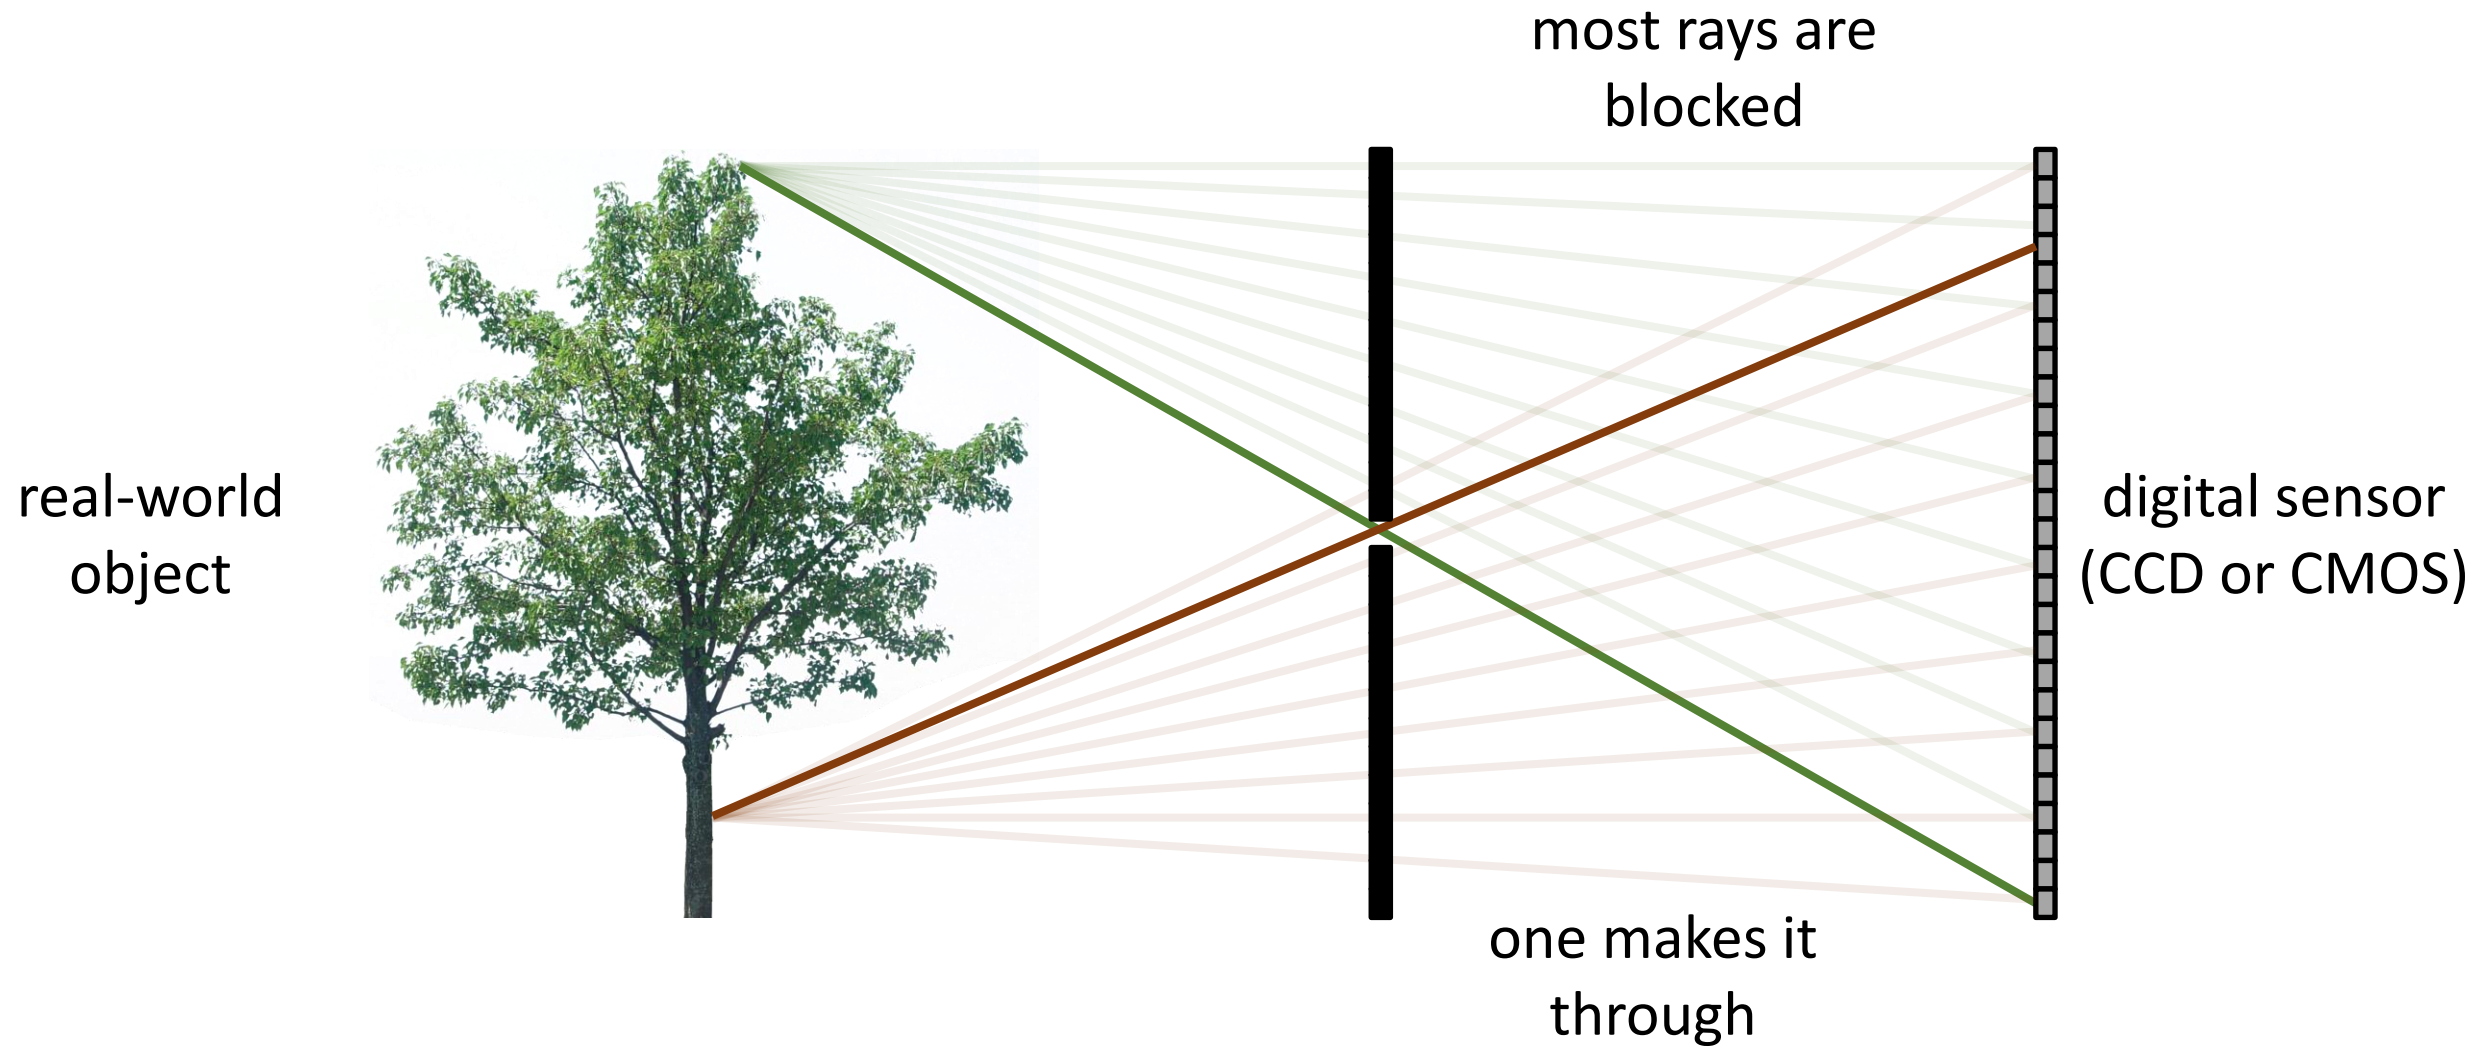 most rays are
blocked
real-world
object
digital sensor
(CCD or CMOS)
one makes it
through